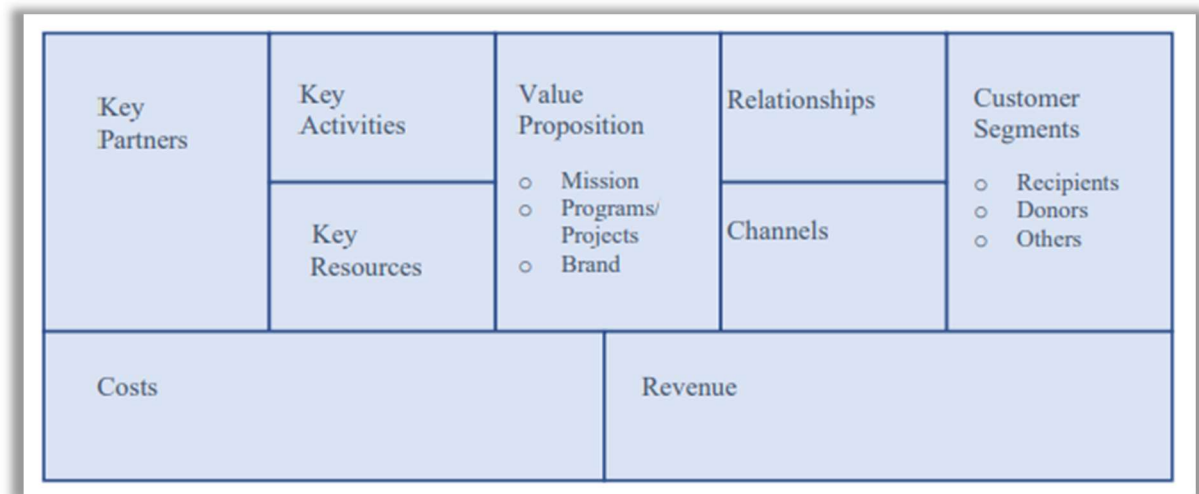 Key
Partners
Key
Activities
Key
Resources
Value
Proposition
o Mission
o Programs/
Projects
o Brand
Relationships
Channels
Customer
Segments
o Recipients
o Donors
o Others
Costs
Revenue